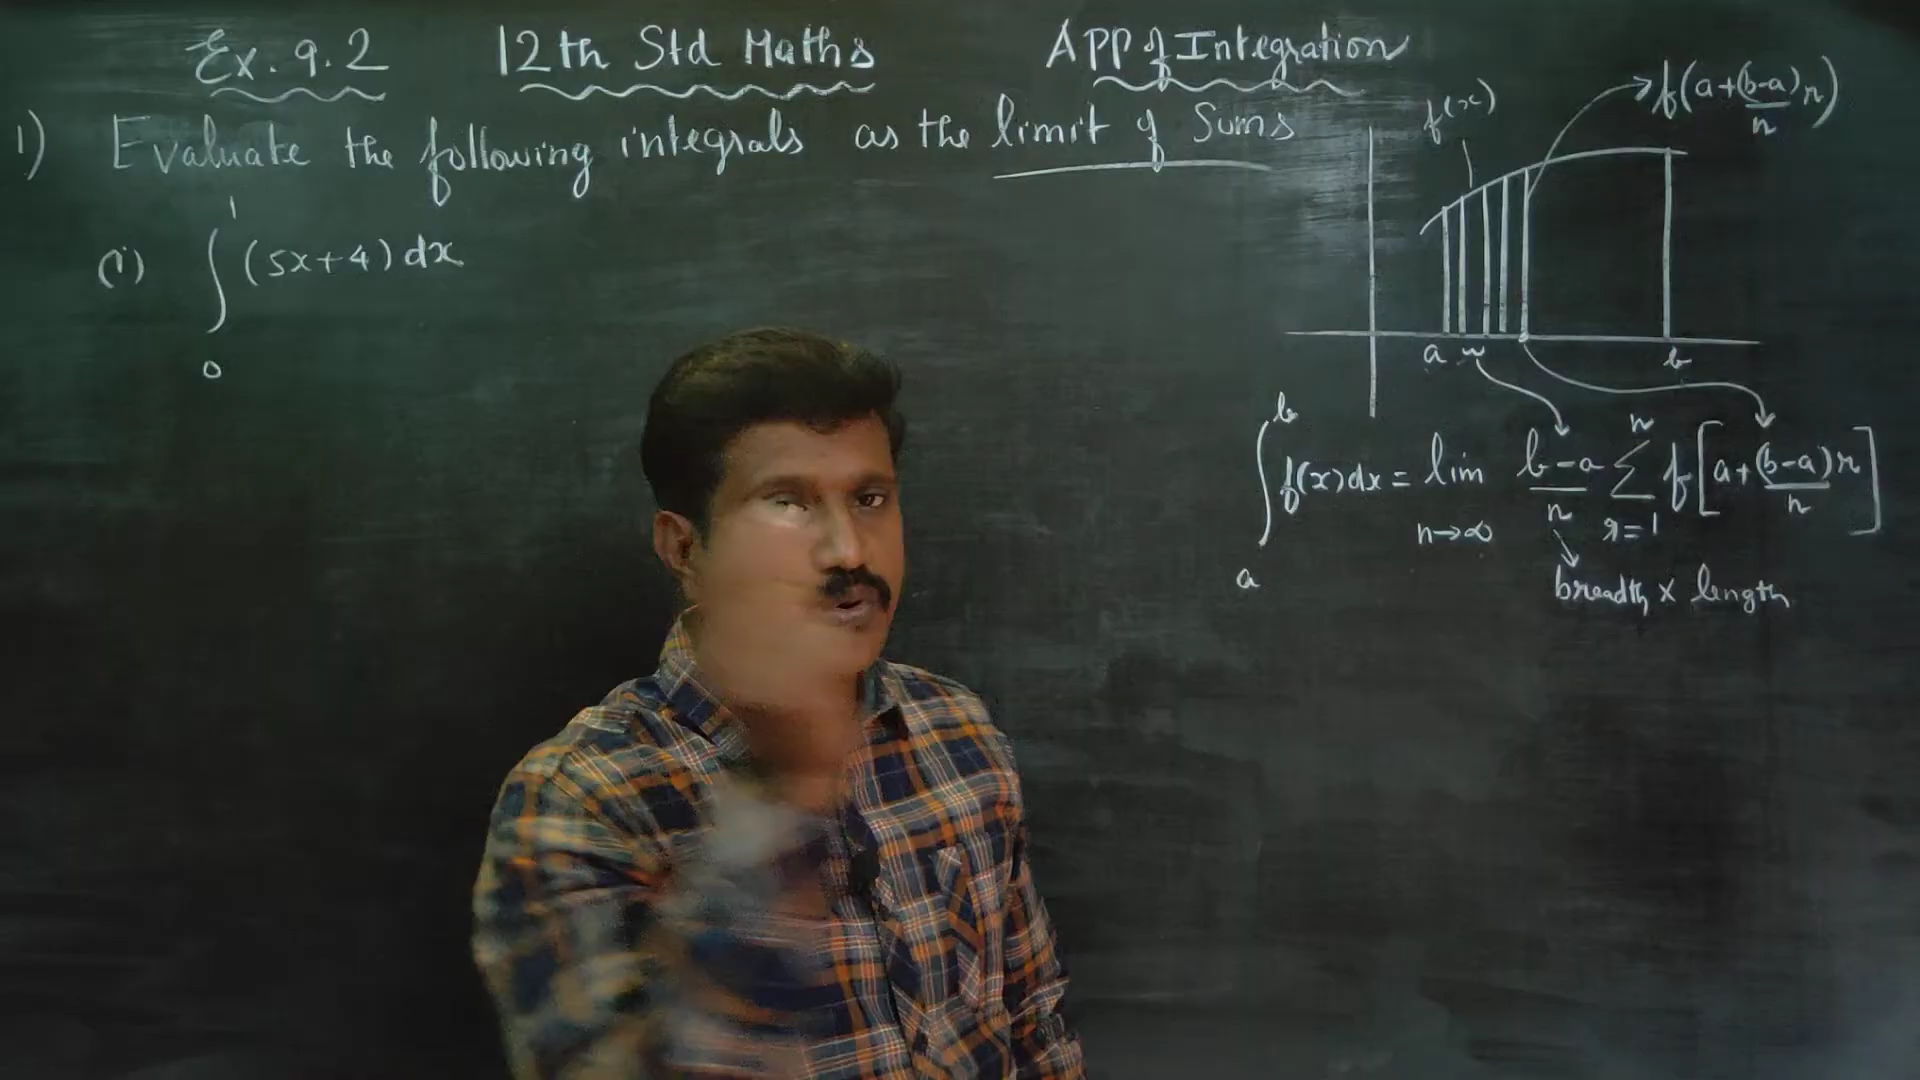 Ex. 9.2 12th Std Maths APP of Integration
1) Evaluate the following integrals as the limit of Sums
(i) ∫₀¹ (5x+4) dx
f(x)
f(a+(b-a)/n r)
a b
∫ₐᵇ f(x)dx = lim n→∞ (b-a)/n Σ r=1 n f[a+(b-a)/n r]
breadth x length